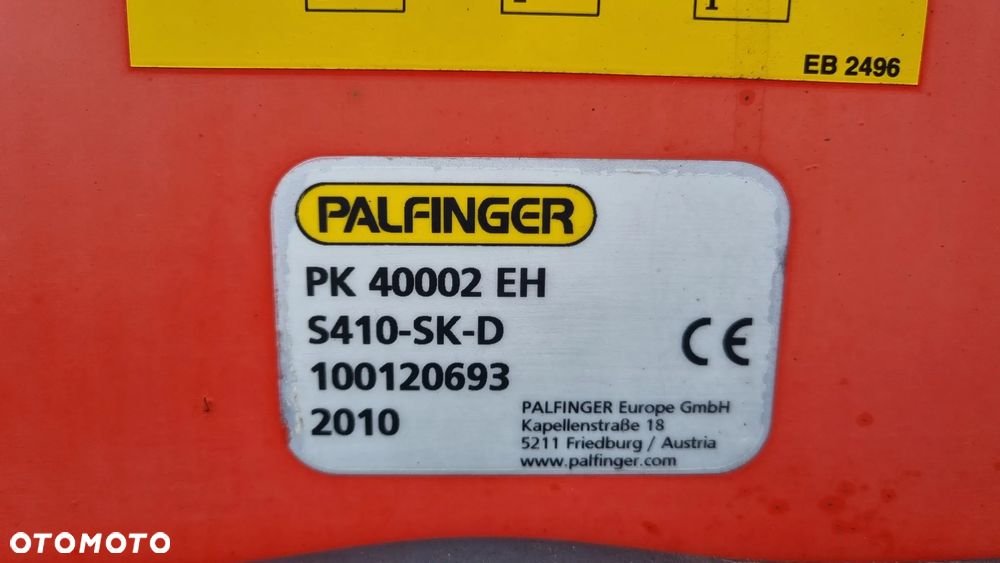 EB 2496
PALFINGER
PK 40002 EH
S410-SK-D
100120693
2010
CE
PALFINGER Europe GmbH
Kapellenstraße 18
5211 Friedburg / Austria
www.palfinger.com
OTOMOTO